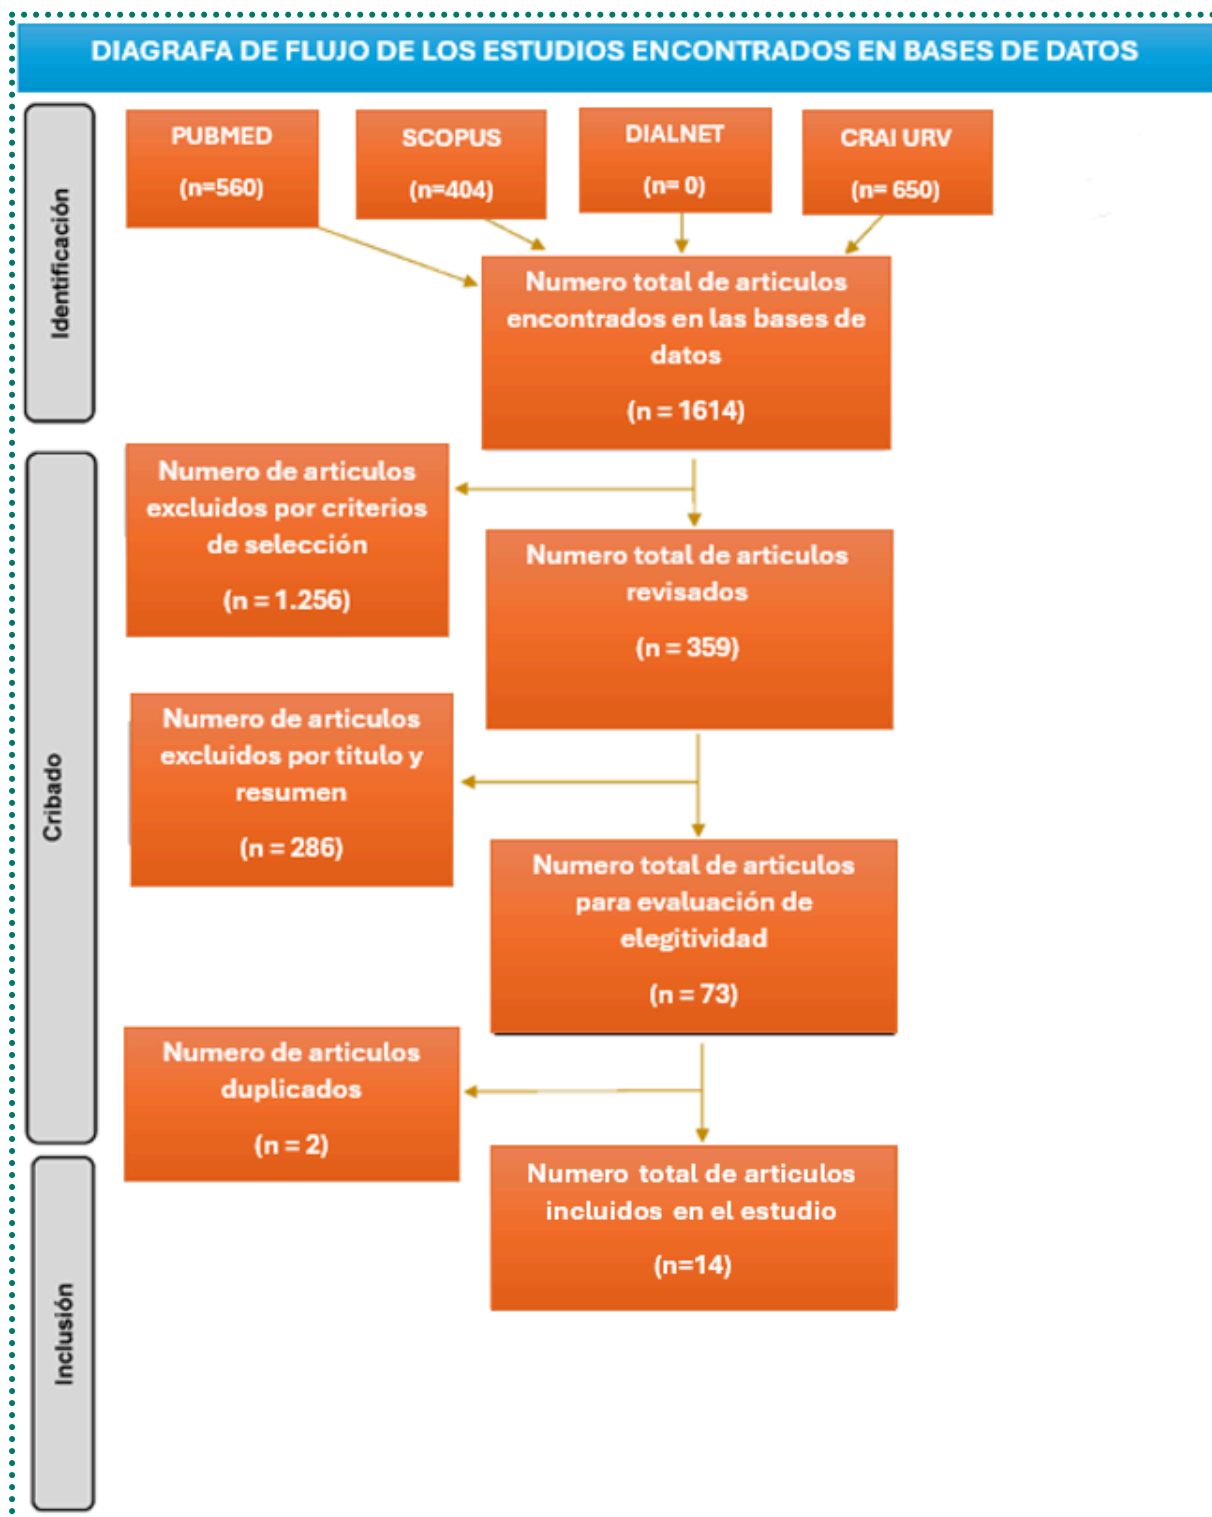 DIAGRAFA DE FLUJO DE LOS ESTUDIOS ENCONTRADOS EN BASES DE DATOS
Identificación
PUBMED
(n=560)
SCOPUS
(n=404)
DIALNET
(n= 0)
CRAI URV
(n= 650)
Numero total de articulos
encontrados en las bases de
datos
(n = 1614)
Cribado
Numero de articulos
excluidos por criterios
de selección
(n = 1.256)
Numero total de articulos
revisados
(n = 359)
Numero de articulos
excluidos por titulo y
resumen
(n = 286)
Numero total de articulos
para evaluación de
elegitividad
(n = 73)
Numero de articulos
duplicados
(n = 2)
Inclusión
Numero total de articulos
incluidos en el estudio
(n=14)